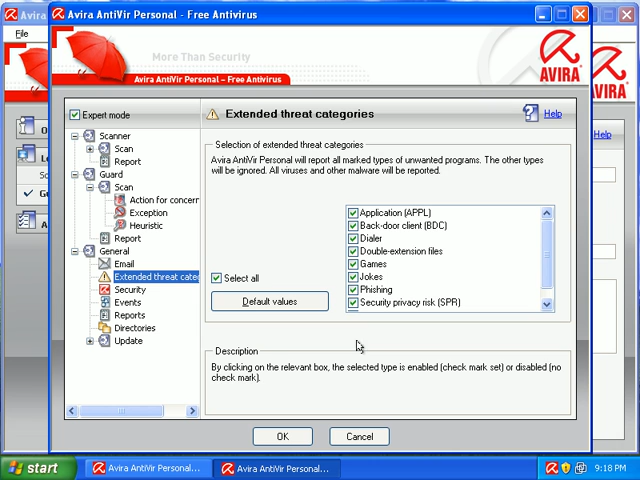 Avira AntiVir Personal - Free Antivirus
File
More Than Security
Avira AntiVir Personal – Free Antivirus
AVIRA
Expert mode
Extended threat categories
Help
Scanner
Scan
Report
Guard
Scan
Action for concern
Exception
Heuristic
Report
General
Email
Extended threat categ
Security
Events
Reports
Directories
Update
Selection of extended threat categories
Avira AntiVir Personal will report all marked types of unwanted programs. The other types
will be ignored. All viruses and other malware will be reported.
Application (APPL)
Back-door client (BDC)
Dialer
Double-extension files
Games
Jokes
Phishing
Security privacy risk (SPR)
Select all
Default values
Description
By clicking on the relevant box, the selected type is enabled (check mark set) or disabled (no
check mark).
OK
Cancel
Help
start
Avira AntiVir Personal...
Avira AntiVir Personal...
9:18 PM